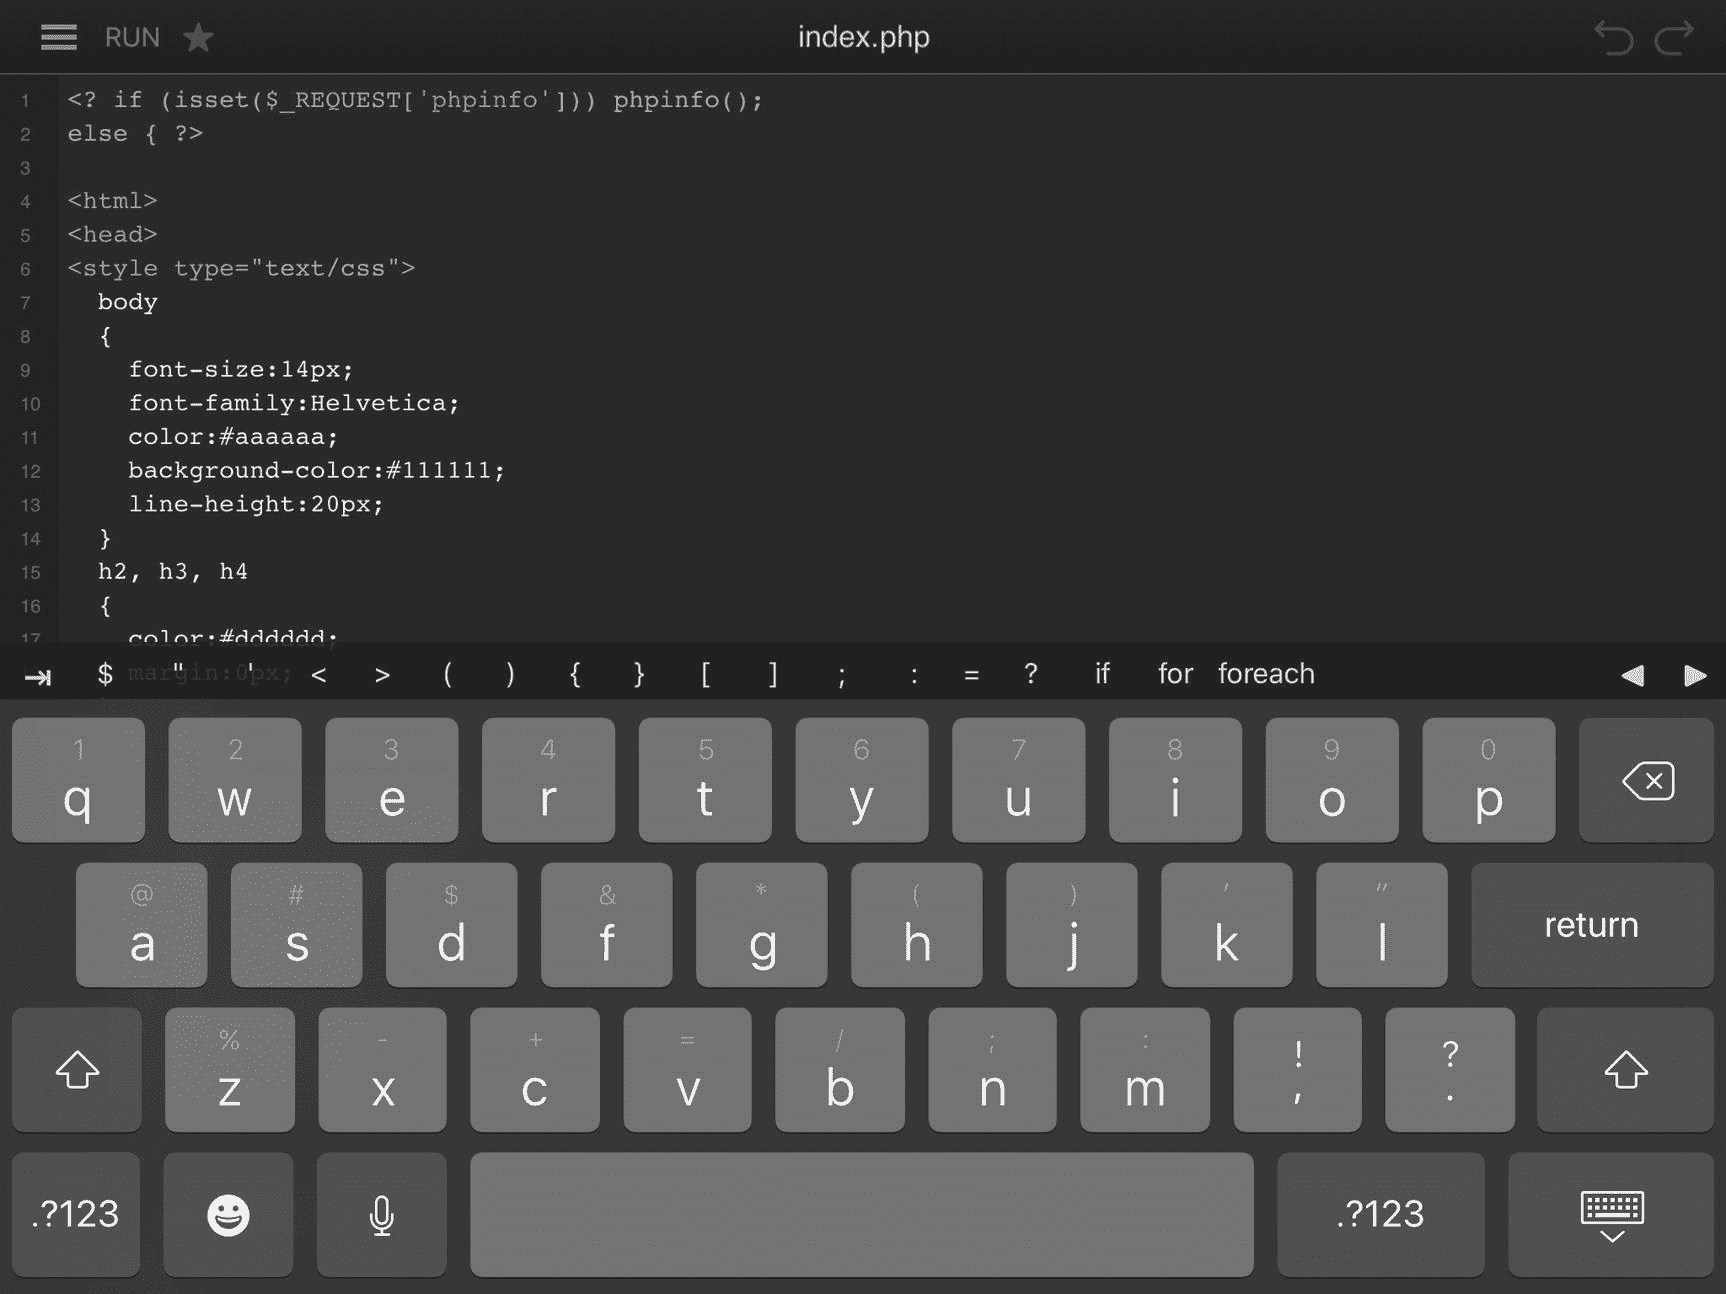 RUN index.php
1 <? if (isset($_REQUEST['phpinfo'])) phpinfo();
2 else { ?>
3
4 <html>
5 <head>
6 <style type="text/css">
7 body
8 {
9 font-size:14px;
10 font-family:Helvetica;
11 color:#aaaaaa;
12 background-color:#111111;
13 line-height:20px;
14 }
15 h2, h3, h4
16 {
17 color:#dddddd;
margin:0px;
$ " ' < > ( ) { } [ ] ; : = ? if for foreach
1 2 3 4 5 6 7 8 9 0
q w e r t y u i o p
@ # $ & * ( ) ' "
a s d f g h j k l return
% - + = / ; : ! ?
z x c v b n m , .
.?123 .?123